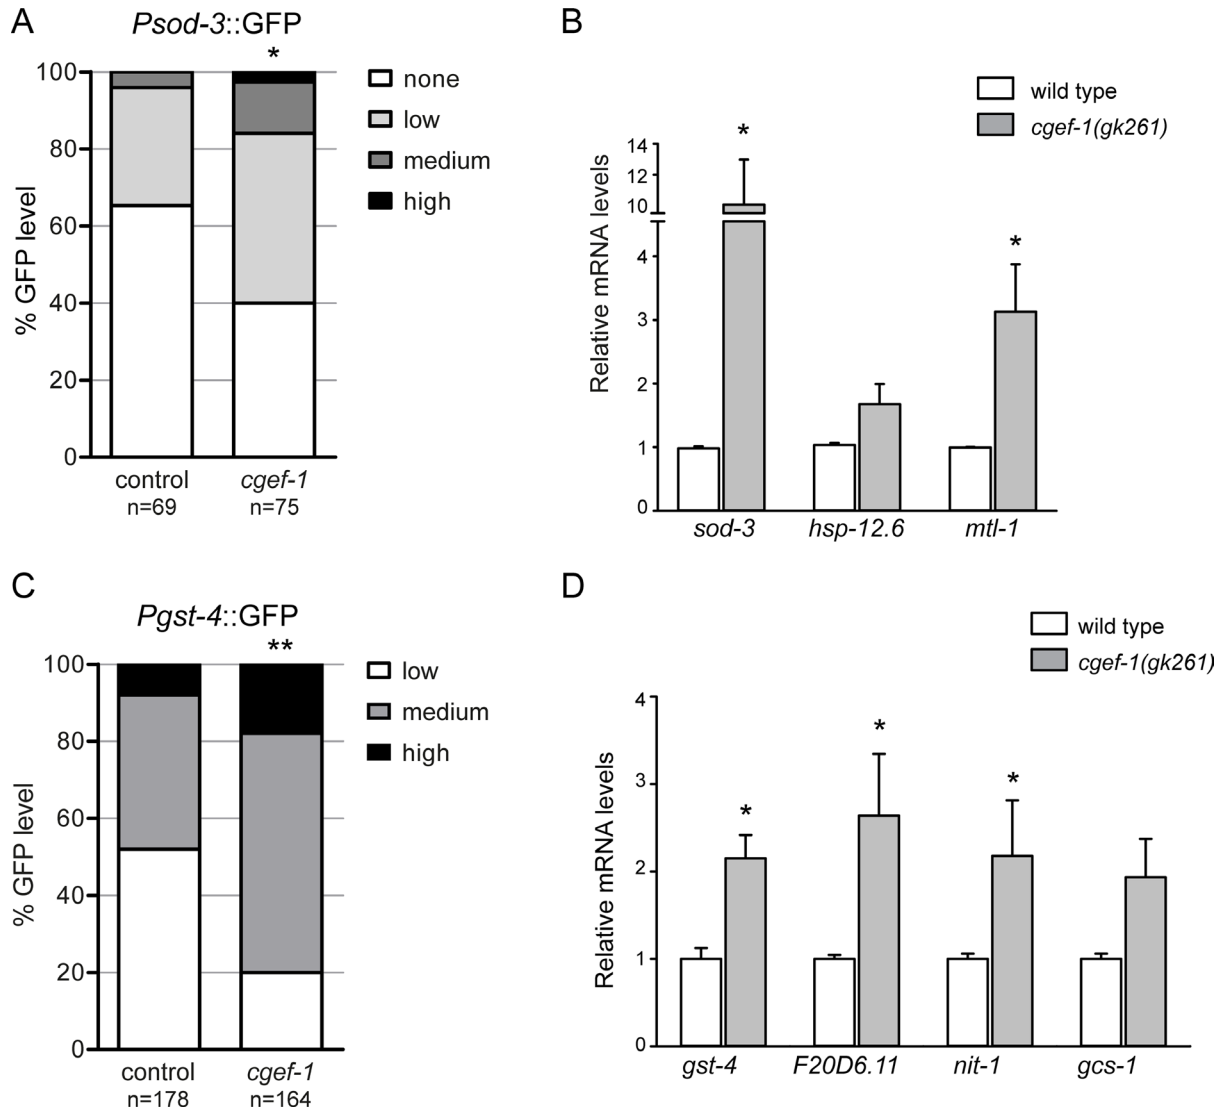 A
Psod-3::GFP
*
100
80
60
40
20
0
% GFP level
control
n=69
cgef-1
n=75
none
low
medium
high
B
wild type
cgef-1(gk261)
Relative mRNA levels
14
12
10
4
3
2
1
0
*
*
sod-3
hsp-12.6
mtl-1
C
Pgst-4::GFP
**
100
80
60
40
20
0
% GFP level
control
n=178
cgef-1
n=164
low
medium
high
D
wild type
cgef-1(gk261)
Relative mRNA levels
4
3
2
1
0
*
*
*
gst-4
F20D6.11
nit-1
gcs-1